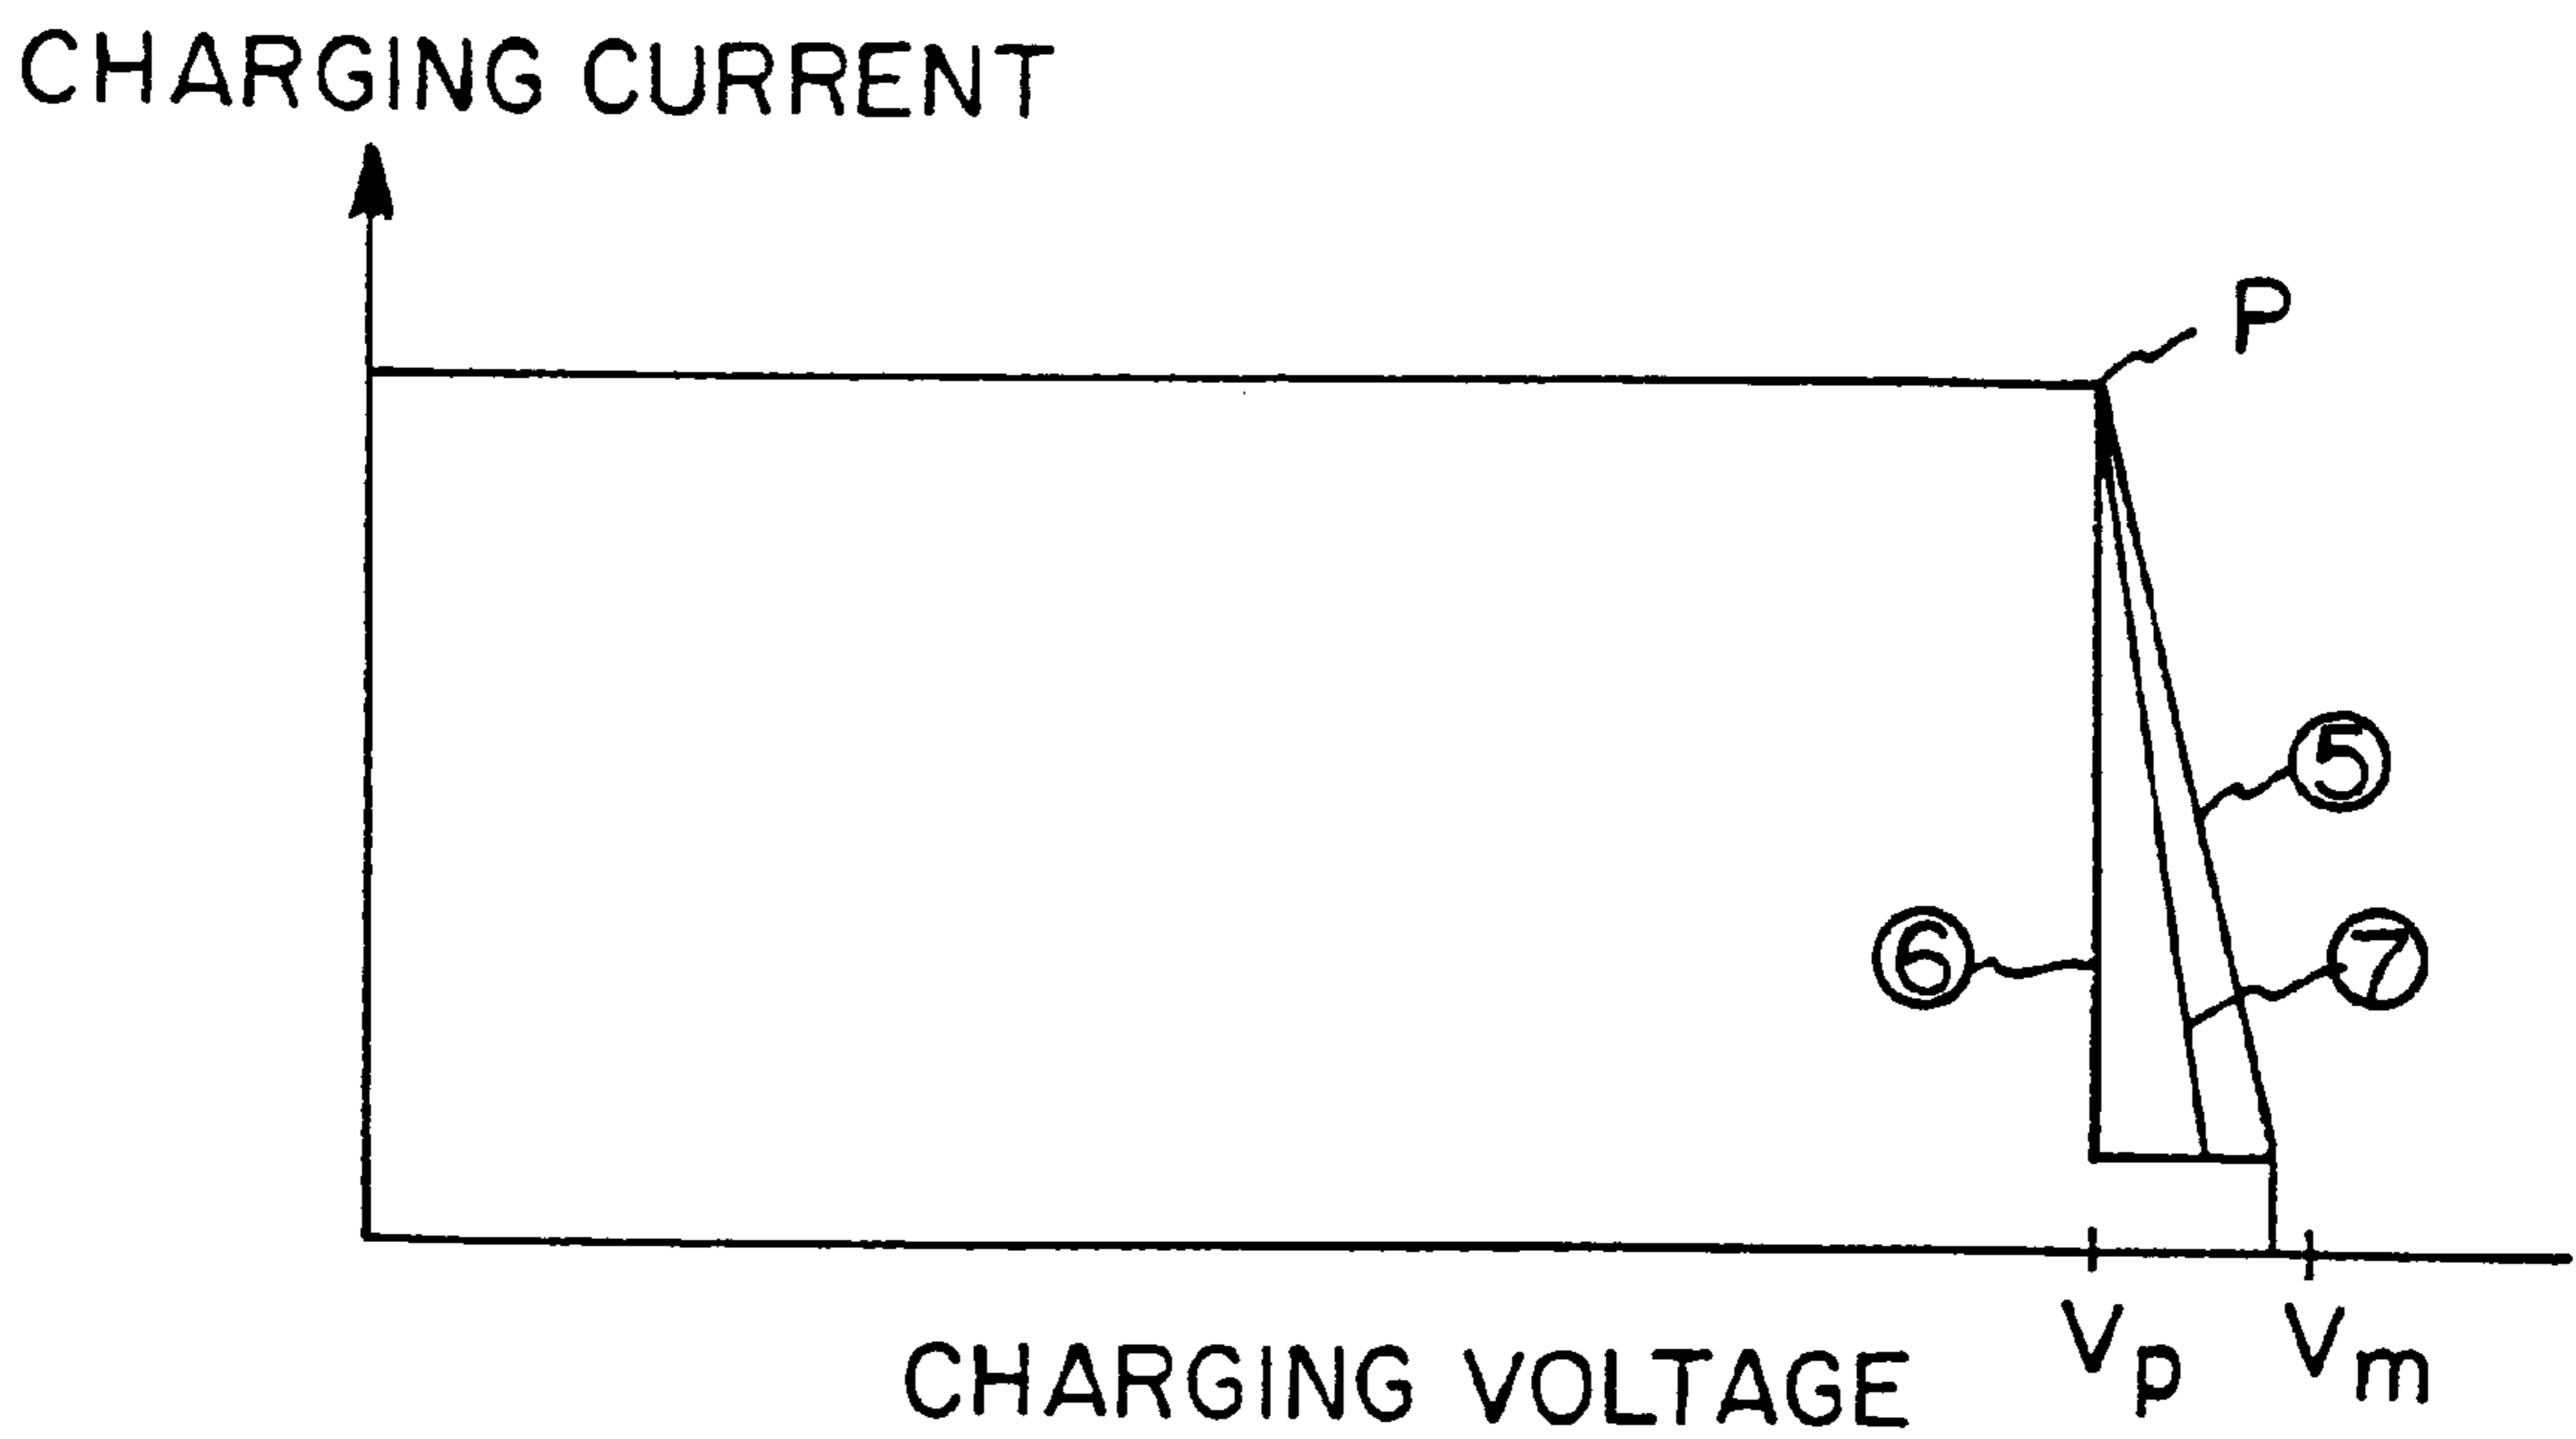 CHARGING CURRENT
P
⑤
⑥
⑦
Vp
Vm
CHARGING VOLTAGE